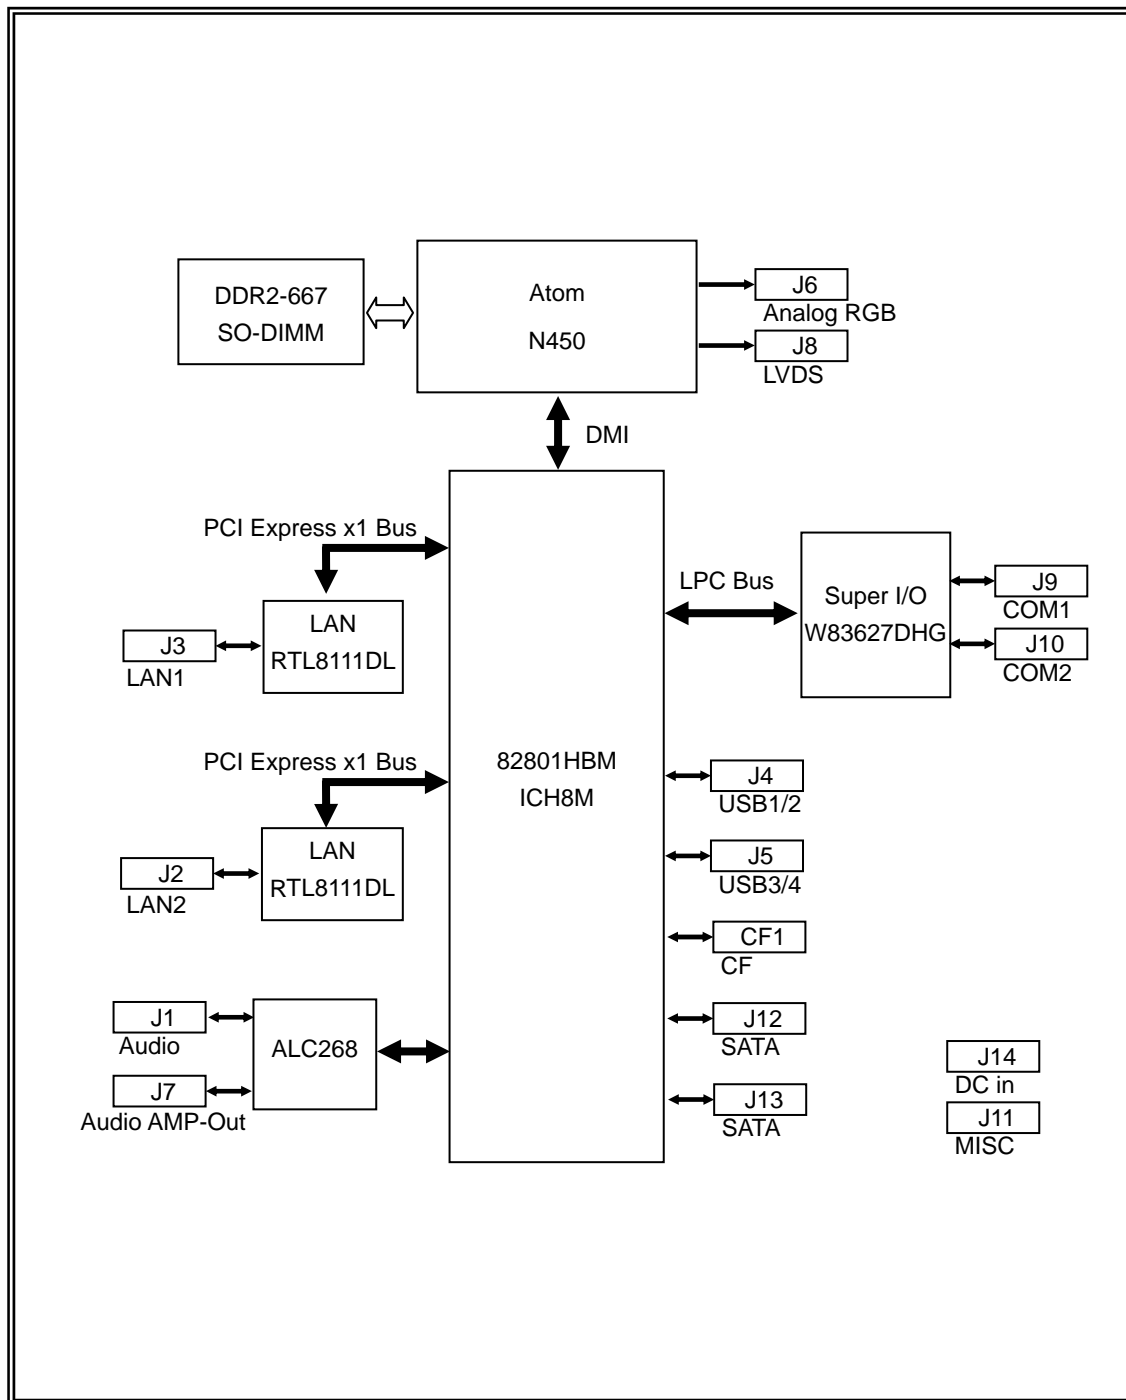 DDR2-667
SO-DIMM
Atom
N450
J6
Analog RGB
J8
LVDS
DMI
PCI Express x1 Bus
LAN
RTL8111DL
J3
LAN1
LPC Bus
Super I/O
W83627DHG
J9
COM1
J10
COM2
PCI Express x1 Bus
LAN
RTL8111DL
J2
LAN2
82801HBM
ICH8M
J4
USB1/2
J5
USB3/4
CF1
CF
J1
Audio
J7
Audio AMP-Out
ALC268
J12
SATA
J13
SATA
J14
DC in
J11
MISC